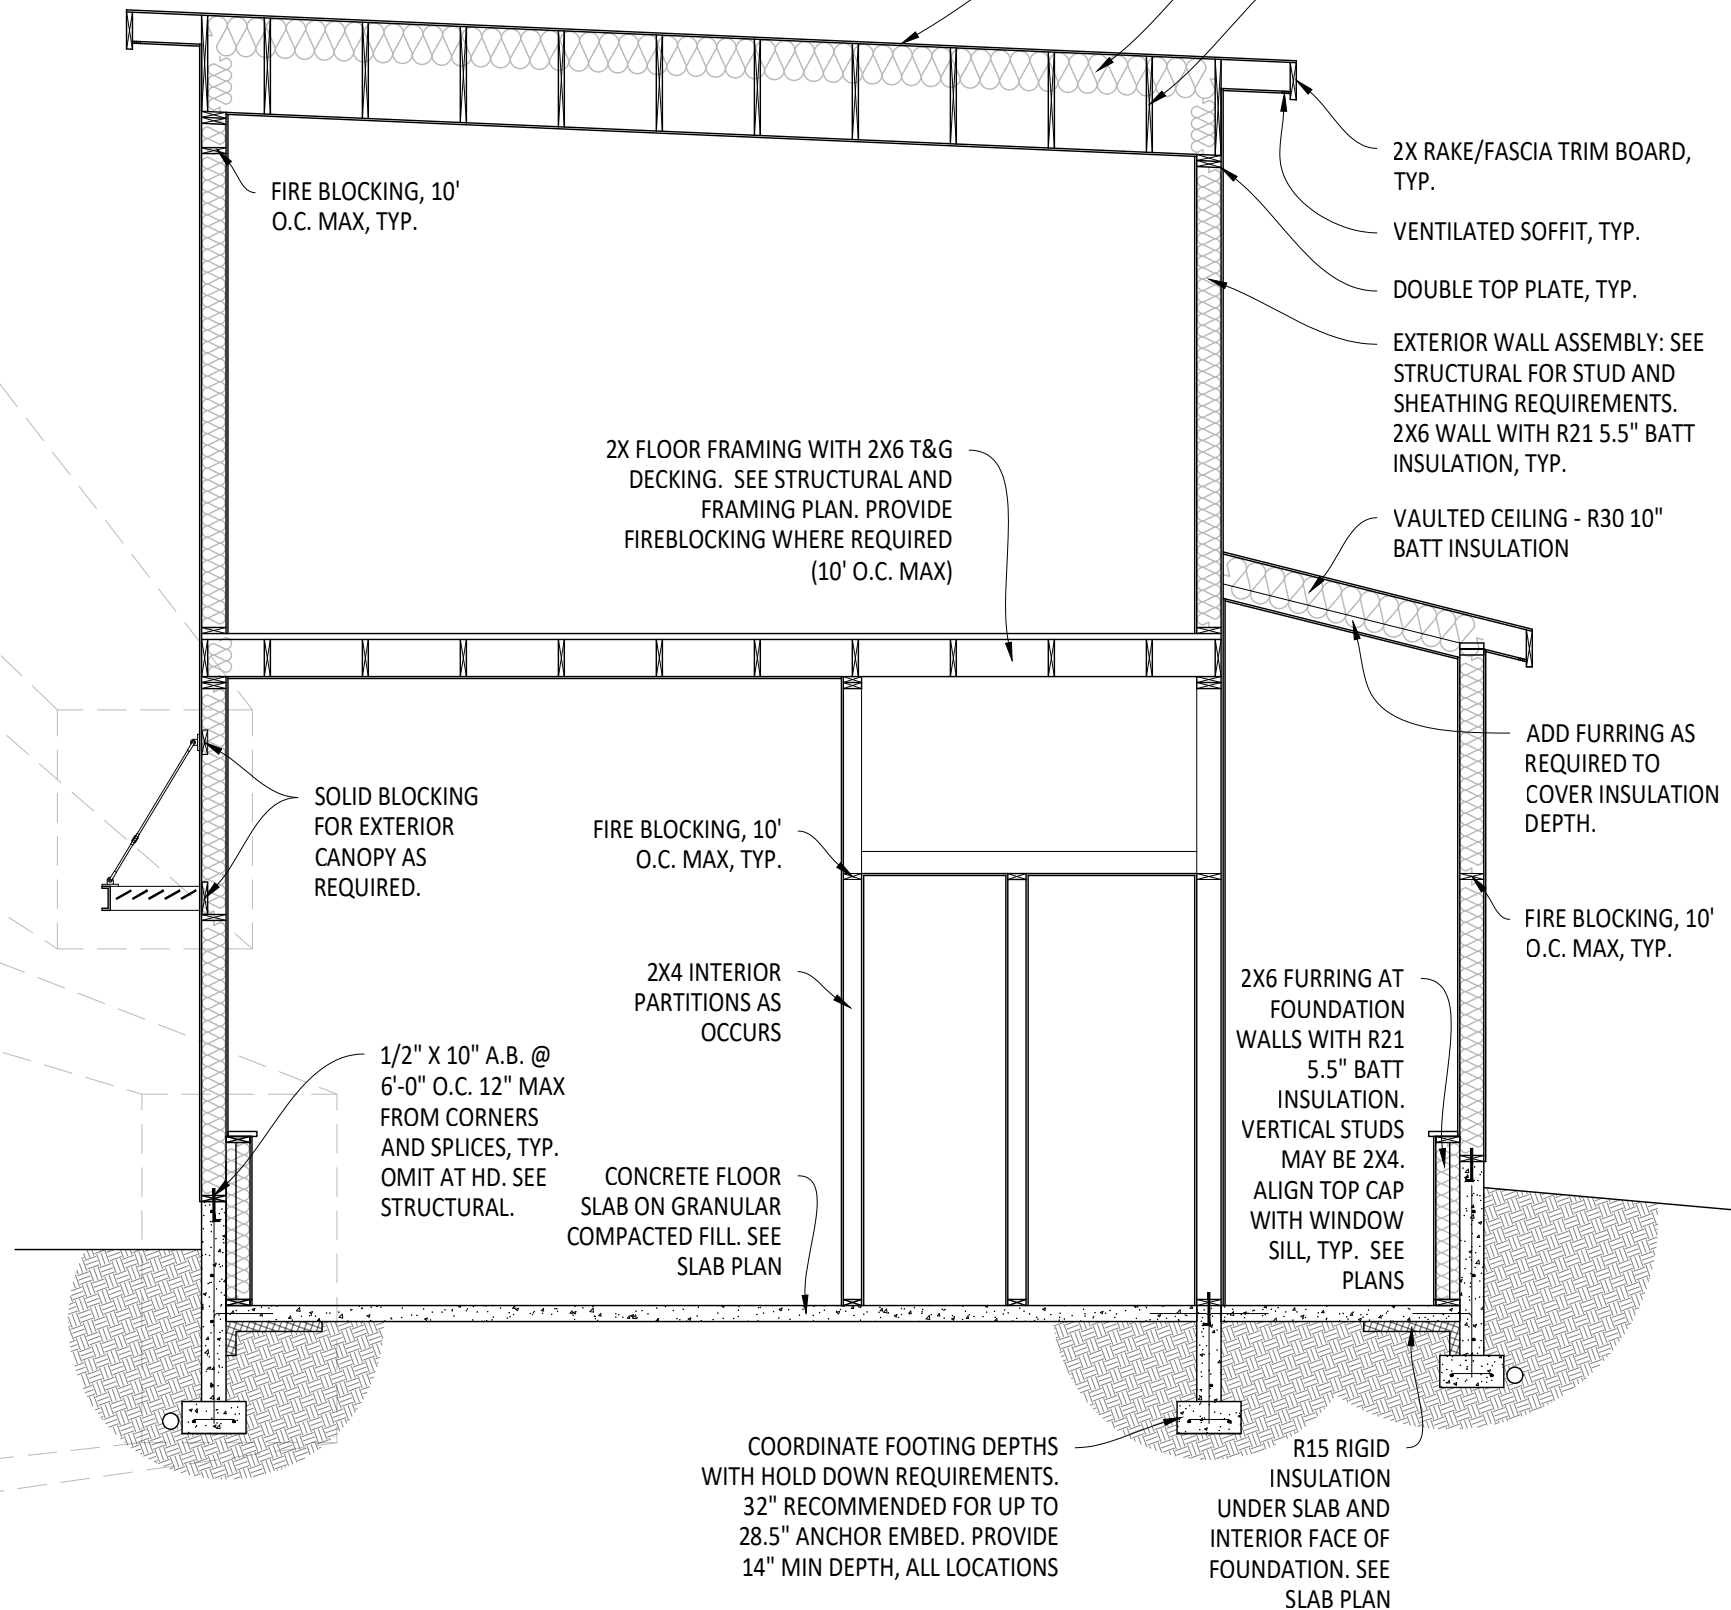 2X RAKE/FASCIA TRIM BOARD,
TYP.
FIRE BLOCKING, 10'
O.C. MAX, TYP.
VENTILATED SOFFIT, TYP.
DOUBLE TOP PLATE, TYP.
EXTERIOR WALL ASSEMBLY: SEE
STRUCTURAL FOR STUD AND
SHEATHING REQUIREMENTS.
2X6 WALL WITH R21 5.5" BATT
INSULATION, TYP.
2X FLOOR FRAMING WITH 2X6 T&G
DECKING. SEE STRUCTURAL AND
FRAMING PLAN. PROVIDE
FIREBLOCKING WHERE REQUIRED
(10' O.C. MAX)
VAULTED CEILING - R30 10"
BATT INSULATION
ADD FURRING AS
REQUIRED TO
COVER INSULATION
DEPTH.
SOLID BLOCKING
FOR EXTERIOR
CANOPY AS
REQUIRED.
FIRE BLOCKING, 10'
O.C. MAX, TYP.
FIRE BLOCKING, 10'
O.C. MAX, TYP.
2X4 INTERIOR
PARTITIONS AS
OCCURS
2X6 FURRING AT
FOUNDATION
WALLS WITH R21
5.5" BATT
INSULATION.
VERTICAL STUDS
MAY BE 2X4.
ALIGN TOP CAP
WITH WINDOW
SILL, TYP. SEE
PLANS
1/2" X 10" A.B. @
6'-0" O.C. 12" MAX
FROM CORNERS
AND SPLICES, TYP.
OMIT AT HD. SEE
STRUCTURAL.
CONCRETE FLOOR
SLAB ON GRANULAR
COMPACTED FILL. SEE
SLAB PLAN
COORDINATE FOOTING DEPTHS
WITH HOLD DOWN REQUIREMENTS.
32" RECOMMENDED FOR UP TO
28.5" ANCHOR EMBED. PROVIDE
14" MIN DEPTH, ALL LOCATIONS
R15 RIGID
INSULATION
UNDER SLAB AND
INTERIOR FACE OF
FOUNDATION. SEE
SLAB PLAN